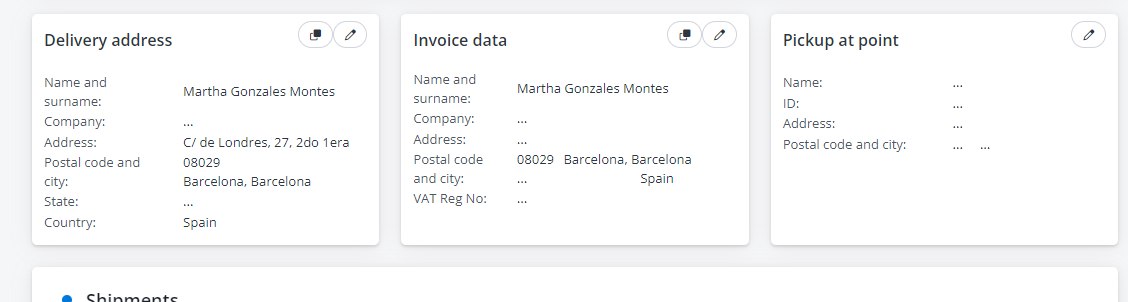 Delivery address
Name and
surname:
Martha Gonzales Montes
Company:
...
Address:
C/ de Londres, 27, 2do 1era
Postal code and
city:
08029
Barcelona, Barcelona
State:
...
Country:
Spain
Invoice data
Name and
surname:
Martha Gonzales Montes
Company:
...
Address:
...
Postal code
and city:
08029 Barcelona, Barcelona
... Spain
VAT Reg No:
...
Pickup at point
Name:
...
ID:
...
Address:
...
Postal code and city:
... ...
Shipments